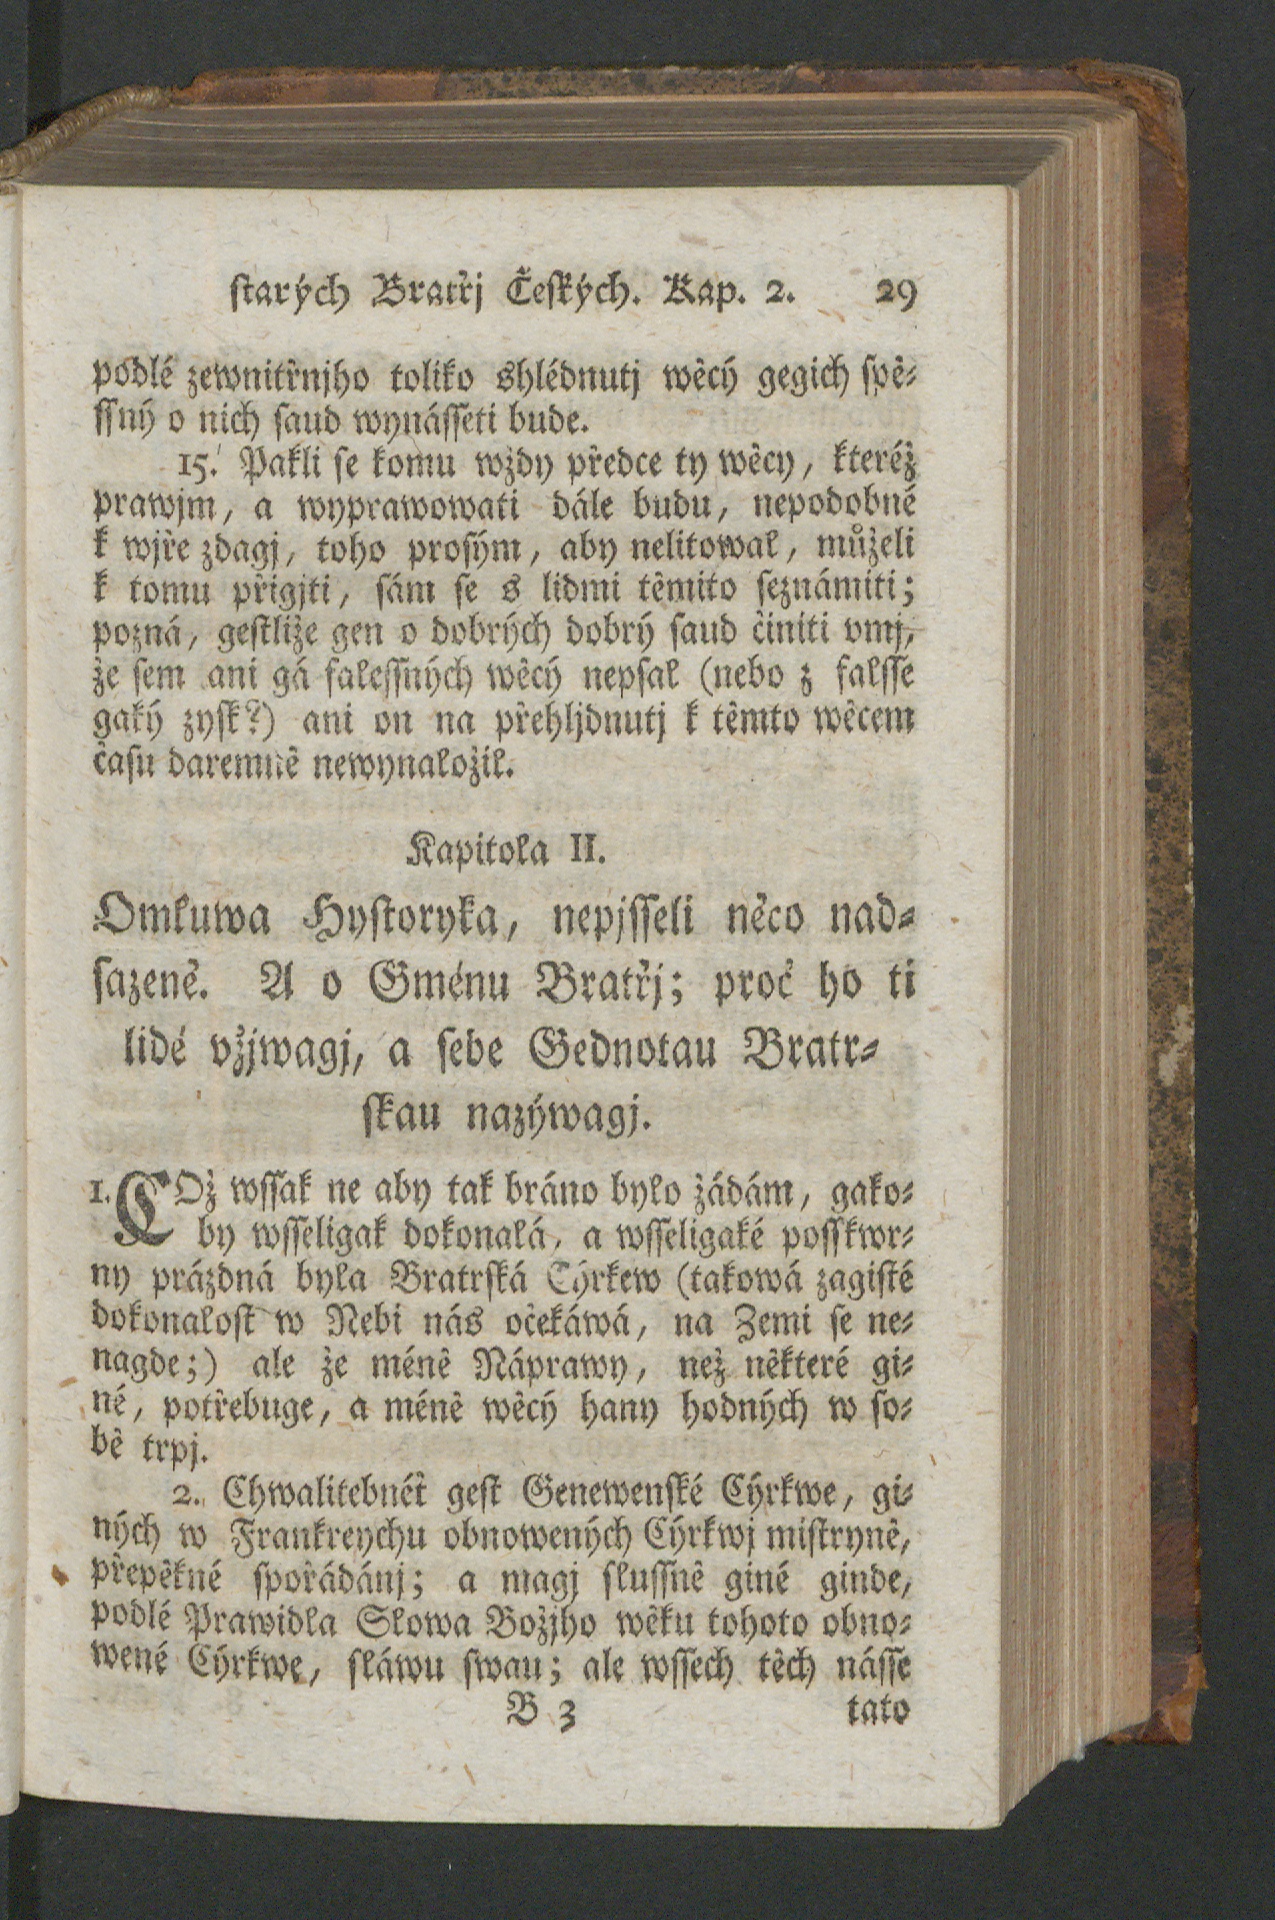 starých Bratřj Českých. Kap. 2. 29
podlé zewnitřnjho toliko shlédnutj wěcý gegich spě-
ssný o nich saud wynásseti bude.
15. Pakli se komu wždy předce ty wěcy, kteréž
prawjm, a wyprawowati dále budu, nepodobné
k wjře zdagj, toho prosým, aby nelitowal, můželi
k tomu přigjti, sám se s lidmi těmito seznámiti;
pozná, gestliže gen o dobrých dobrý saud činiti vmj,
že sem ani gá falessných wěcý nepsal (nebo z falsse
gaký zysk?) ani on na přehljdnutj k těmto wěcem
času daremně newynaložil.
Kapitola II.
Omluwa Hystoryka, nepjsseli něco nad-
sazeně. A o Gménu Bratřj; proč ho ti
lidé vžjwagj, a sebe Gednotau Bratr-
skau nazýwagj.
1. COž wssak ne aby tak bráno bylo žádám, gako-
by wsseligak dokonalá, a wsseligaké posskwr-
ny prázdná byla Bratrská Cýrkew (takowá zagisté
dokonalost w Nebi nás očekáwá, na Zemi se ne-
nagde;) ale že méně Náprawy, než některé gi-
né, potřebuge, a méně wěcý hany hodných w so-
bě trpj.
2. Chwalitebnéť gest Genewenské Cýrkwe, gi-
ných w Frankreychu obnowených Cýrkwj mistryně,
přepěkné spořádánj; a magj slussně giné ginde,
podlé Prawidla Slowa Božjho wěku tohoto obno-
wené Cýrkwe, sláwu swau; ale wssech těch násse
B 3 tato